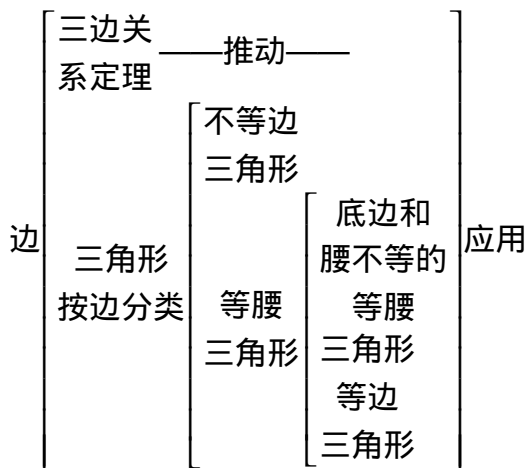 边
三边关
系定理——推动——
三角形
按边分类
不等边
三角形
等腰
三角形
底边和
腰不等的
等腰
三角形
等边
三角形
应用